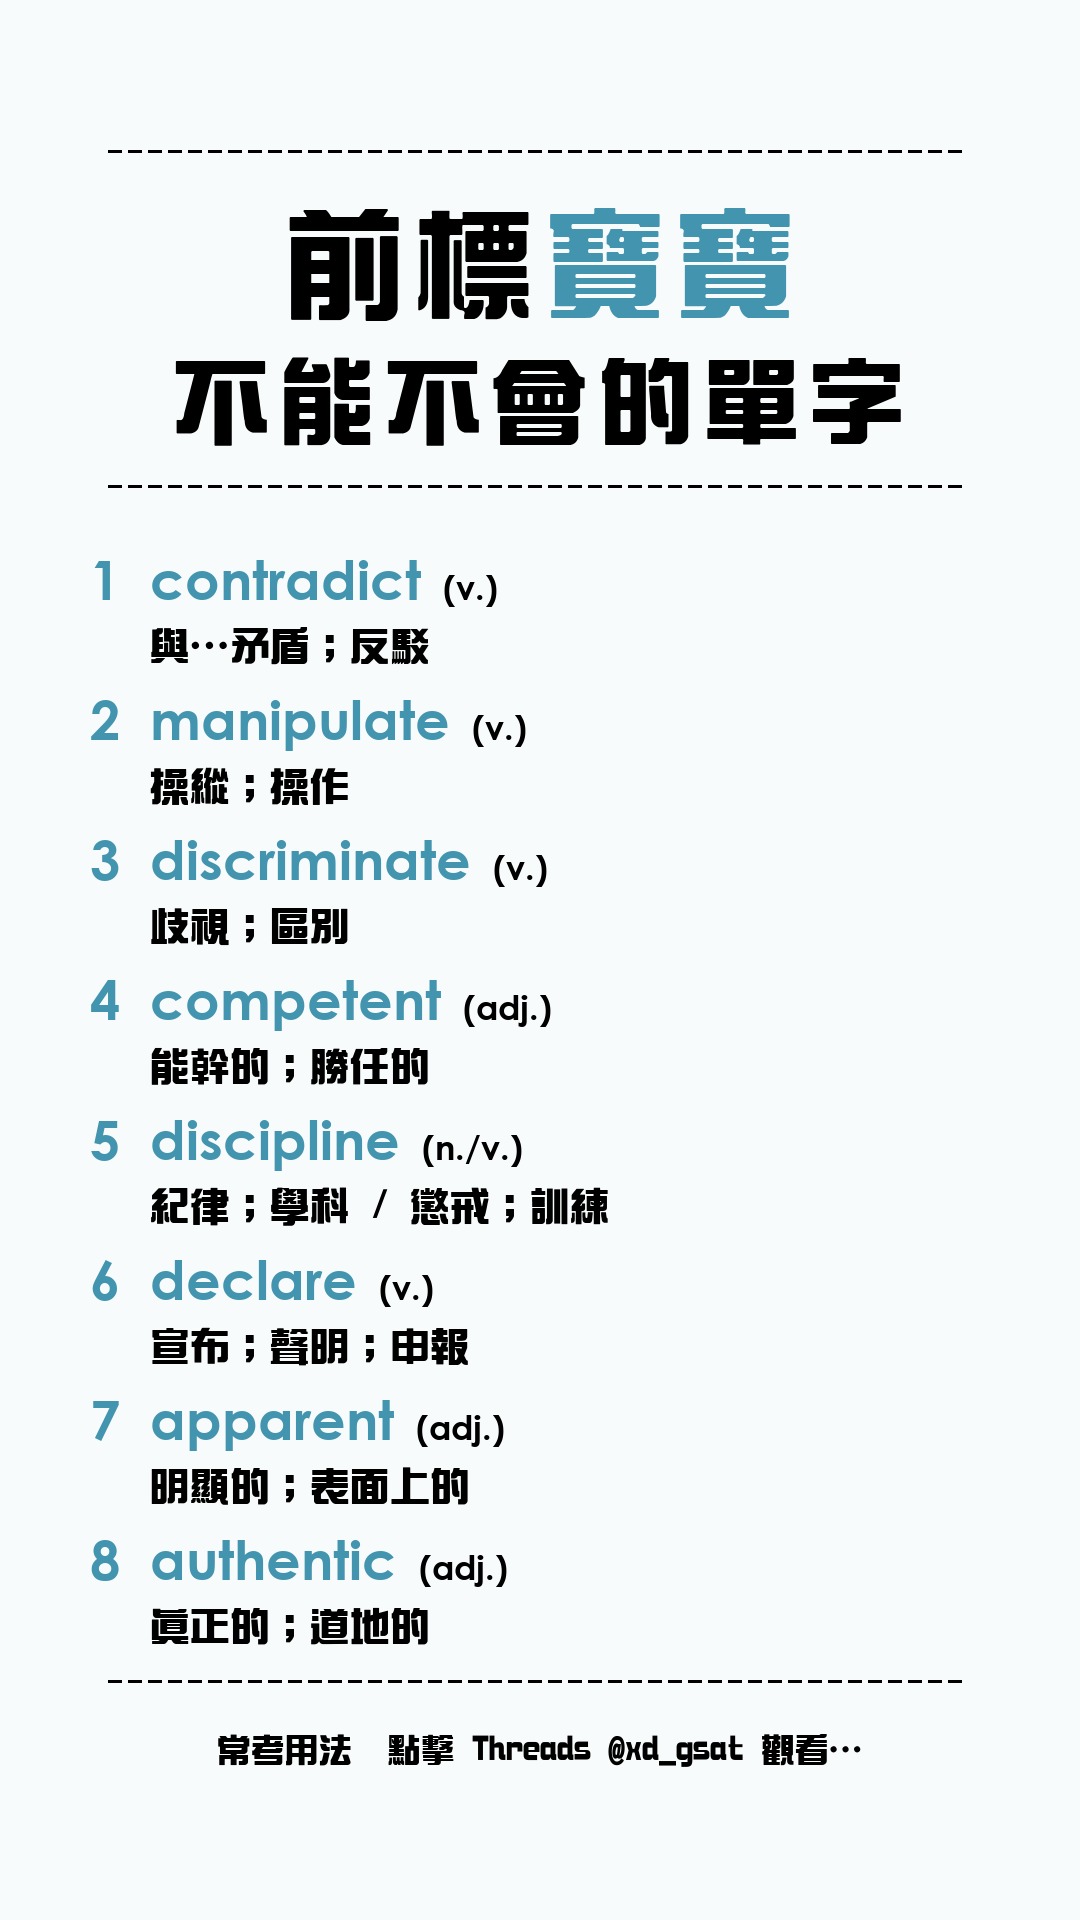 前標寶寶
不能不會的單字
1 contradict (v.)
與…矛盾；反駁
2 manipulate (v.)
操縱；操作
3 discriminate (v.)
歧視；區別
4 competent (adj.)
能幹的；勝任的
5 discipline (n./v.)
紀律；學科 / 懲戒；訓練
6 declare (v.)
宣布；聲明；申報
7 apparent (adj.)
明顯的；表面上的
8 authentic (adj.)
真正的；道地的
常考用法 點擊 Threads @xd_gsat 觀看…